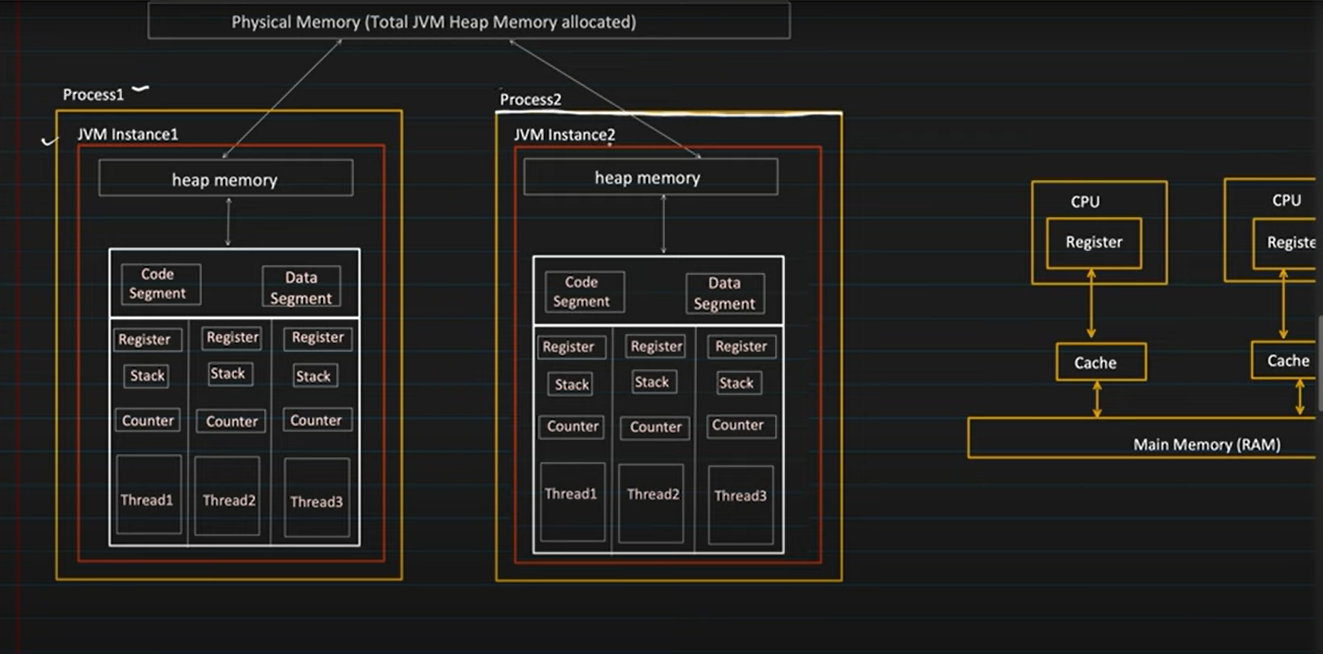 Physical Memory (Total JVM Heap Memory allocated)
Process1
JVM Instance1
heap memory
Code
Segment
Data
Segment
Register
Register
Register
Stack
Stack
Stack
Counter
Counter
Counter
Thread1
Thread2
Thread3
Process2
JVM Instance2
heap memory
Code
Segment
Data
Segment
Register
Register
Register
Stack
Stack
Stack
Counter
Counter
Counter
Thread1
Thread2
Thread3
CPU
Register
Cache
CPU
Registe
Cache
Main Memory (RAM)